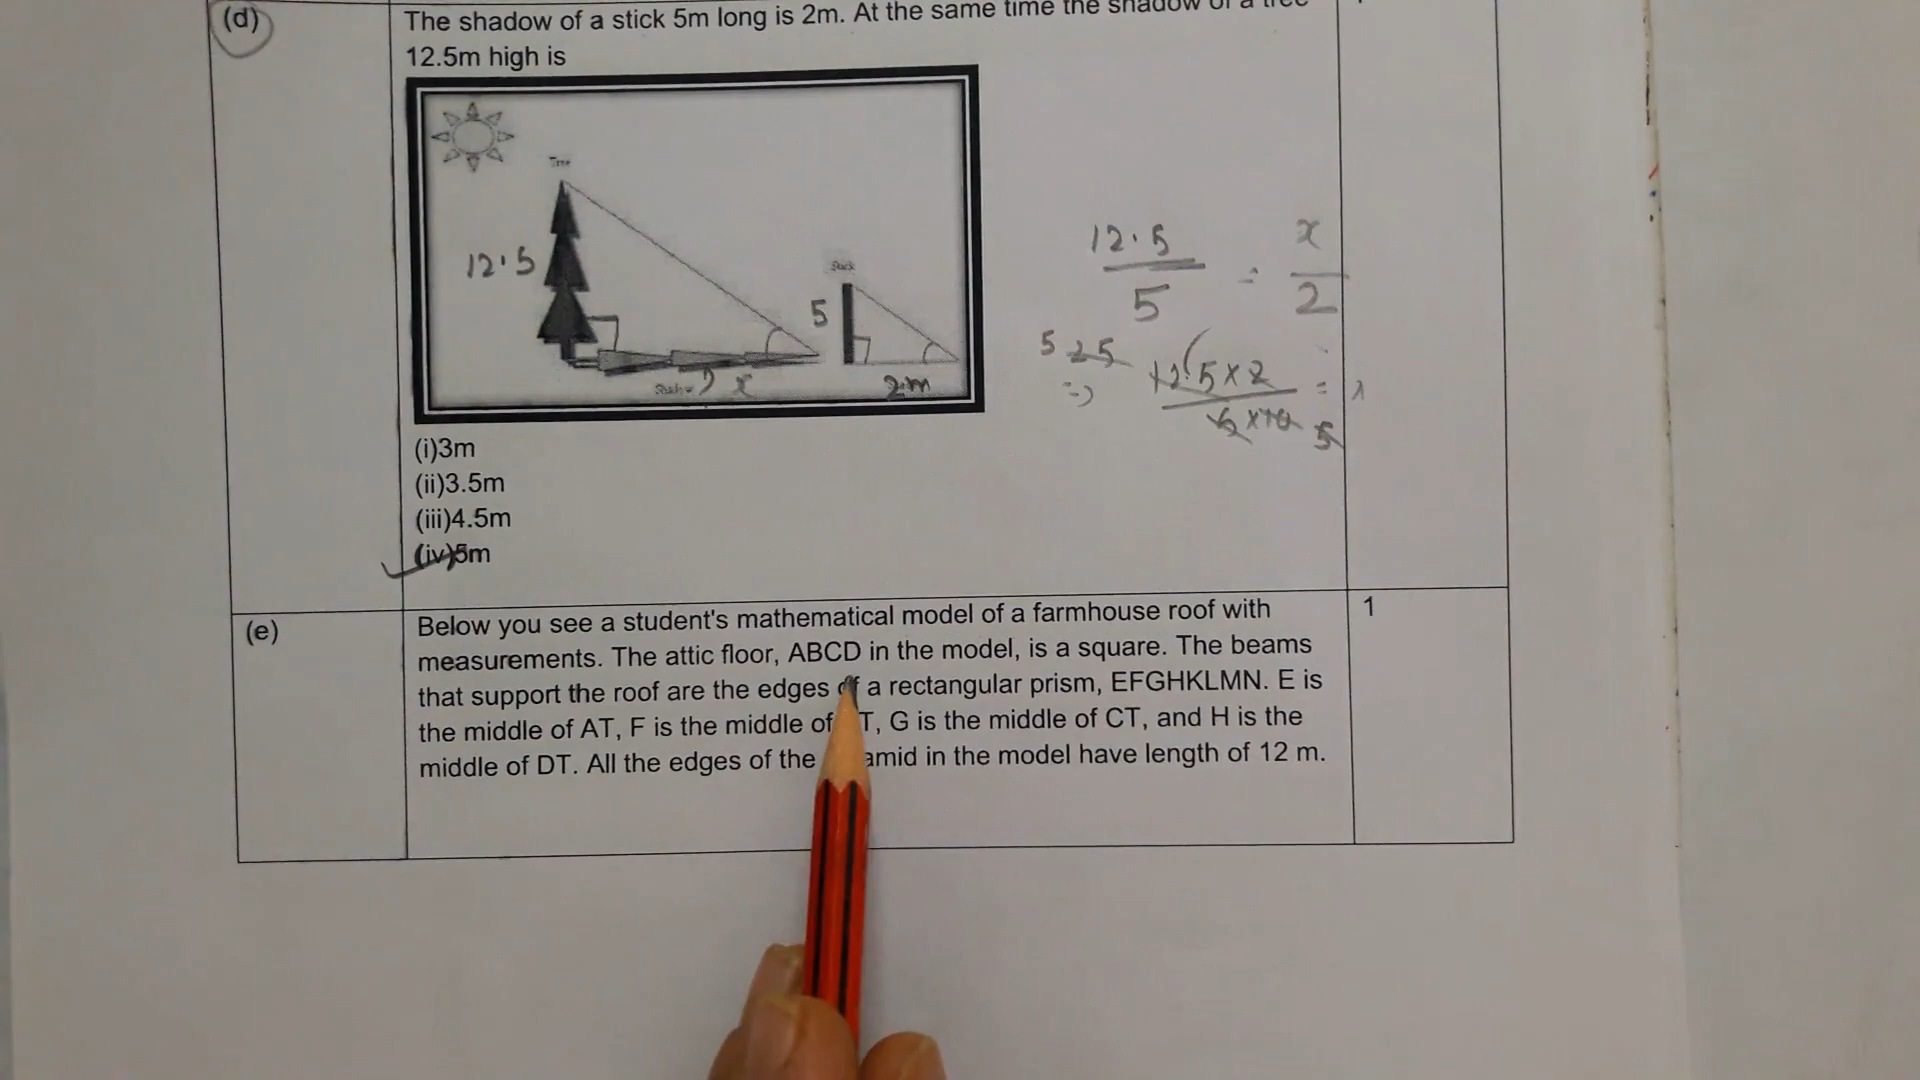 (d)
The shadow of a stick 5m long is 2m. At the same time the shadow of a tree
12.5m high is
Tree
12.5
Stick
5
x
2m
12.5 = x
5 2
12.5 x 2 =
5 x 10 5
(i)3m
(ii)3.5m
(iii)4.5m
(iv)5m
(e)
Below you see a student's mathematical model of a farmhouse roof with
1
measurements. The attic floor, ABCD in the model, is a square. The beams
that support the roof are the edges of a rectangular prism, EFGHKLMN. E is
the middle of AT, F is the middle of T, G is the middle of CT, and H is the
middle of DT. All the edges of the amid in the model have length of 12 m.